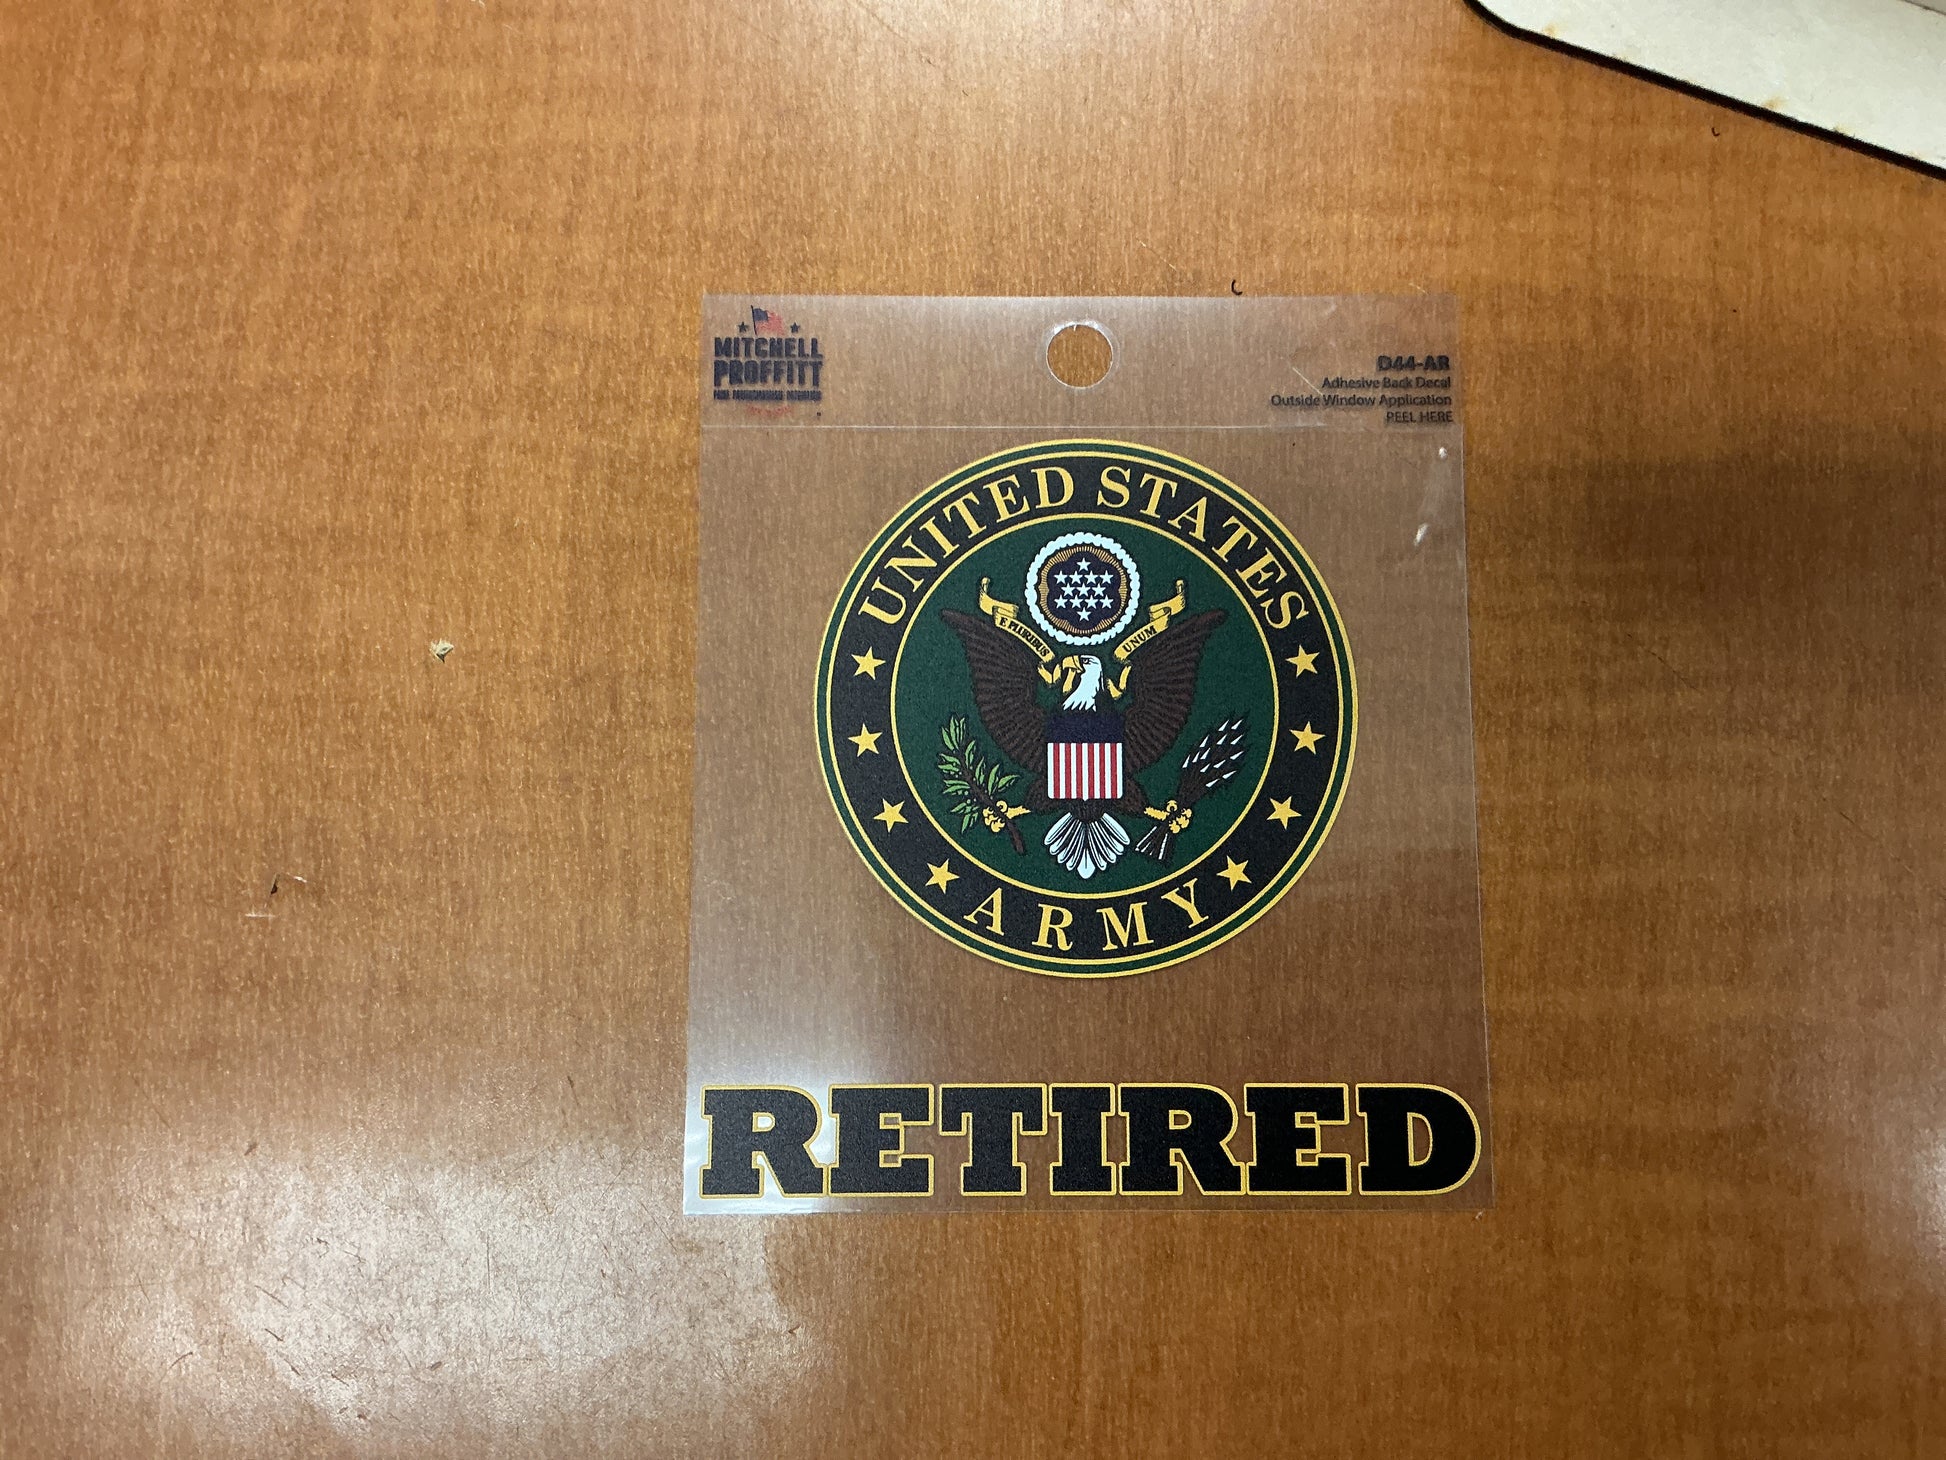 MITCHELL
PROFFITT
D44-AR
Adhesive Back Decal
Outside Window Application
PEEL HERE
UNITED STATES
E PLURIBUS UNUM
ARMY
RETIRED